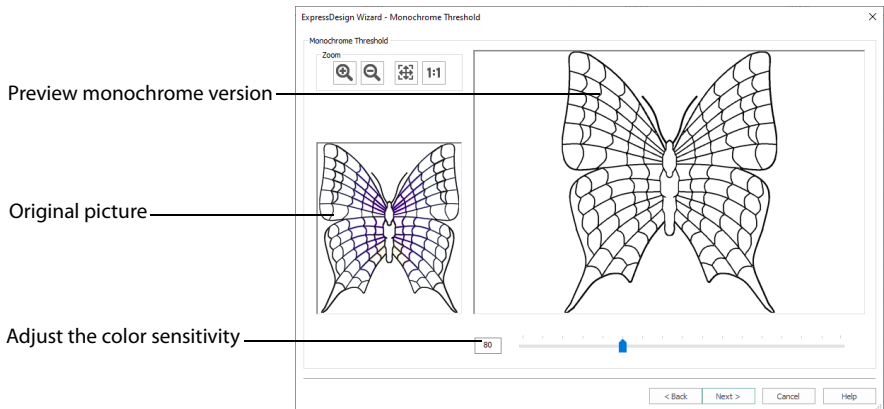 ExpressDesign Wizard - Monochrome Threshold
Monochrome Threshold
Zoom
1:1
Preview monochrome version
Original picture
Adjust the color sensitivity
80
< Back Next > Cancel Help